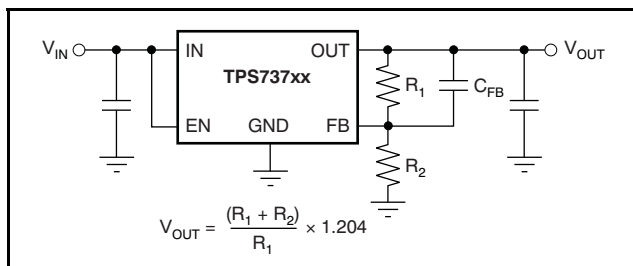 V_IN
IN
OUT
V_OUT
TPS737xx
R_1
C_FB
EN
GND
FB
R_2
V_OUT = (R_1 + R_2) / R_1 × 1.204